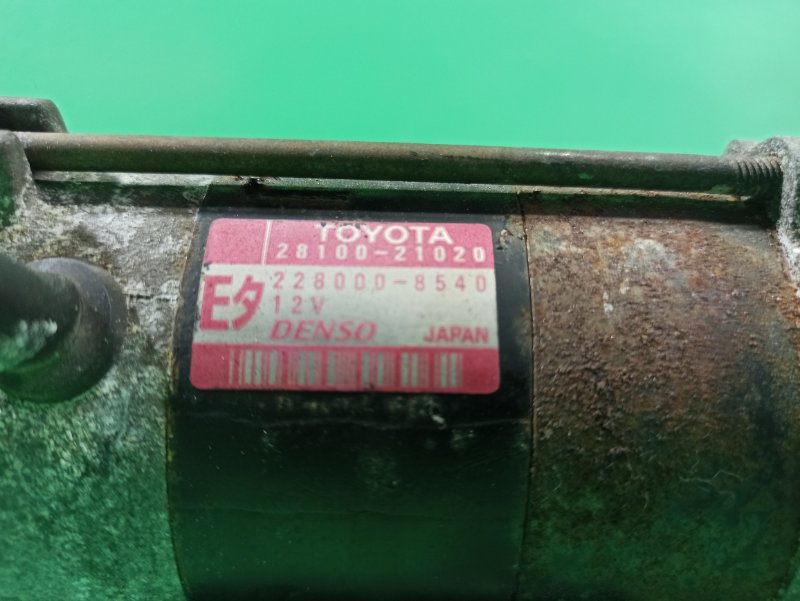 TOYOTA
28100-21020
228000-8540
Eタ
12V
DENSO JAPAN